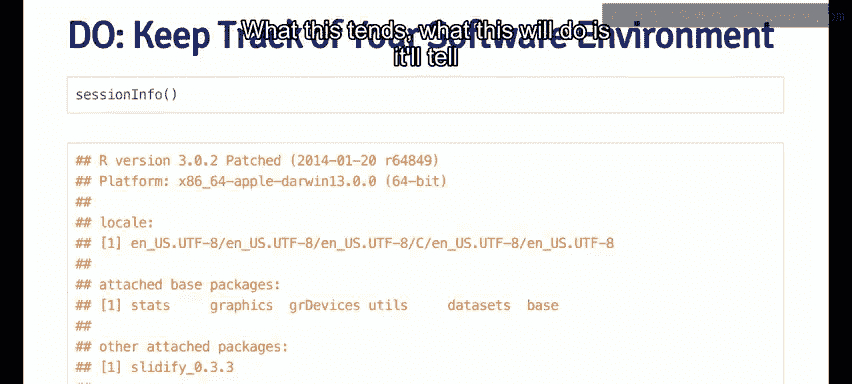 DO: Keep Track of Your Software Environment
What this tends, what this will do is
it'll tell
sessionInfo()
## R version 3.0.2 Patched (2014-01-20 r64849)
## Platform: x86_64-apple-darwin13.0.0 (64-bit)
##
## locale:
## [1] en_US.UTF-8/en_US.UTF-8/en_US.UTF-8/C/en_US.UTF-8/en_US.UTF-8
##
## attached base packages:
## [1] stats     graphics  grDevices utils     datasets  base
##
## other attached packages:
## [1] slidify_0.3.3
##